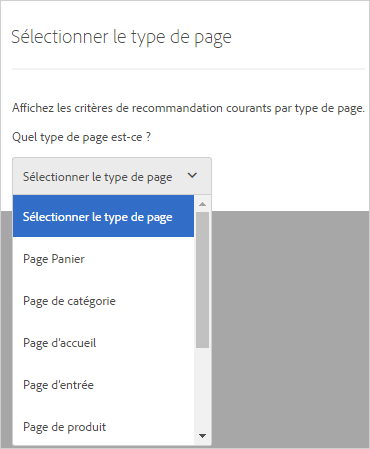 Sélectionner le type de page
Affichez les critères de recommandation courants par type de page.
Quel type de page est-ce ?
Sélectionner le type de page
Sélectionner le type de page
Page Panier
Page de catégorie
Page d'accueil
Page d'entrée
Page de produit